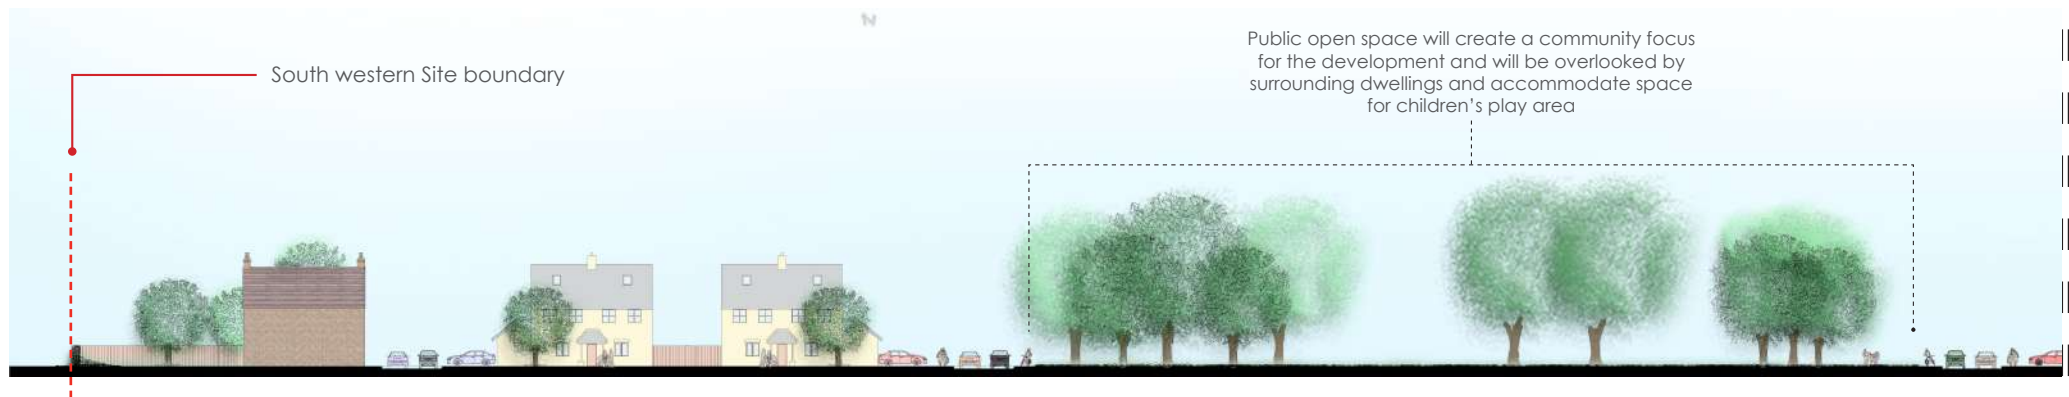 South western Site boundary
Public open space will create a community focus
for the development and will be overlooked by
surrounding dwellings and accommodate space
for children's play area